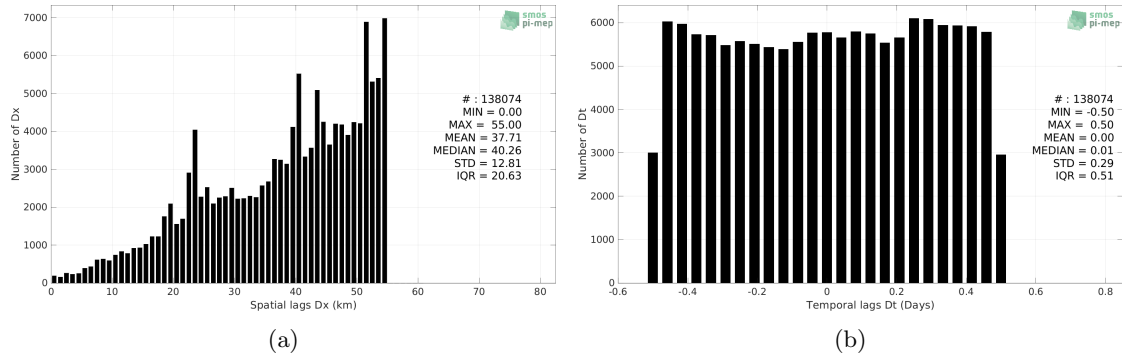 7000
6000
5000
4000
3000
2000
1000
0
Number of Dx
smos
pi-mep
# : 138074
MIN = 0.00
MAX = 55.00
MEAN = 37.71
MEDIAN = 40.26
STD = 12.81
IQR = 20.63
0 10 20 30 40 50 60 70 80
Spatial lags Dx (km)
(a)
6000
5000
4000
3000
2000
1000
0
Number of Dt
smos
pi-mep
# : 138074
MIN = -0.50
MAX = 0.50
MEAN = 0.00
MEDIAN = 0.01
STD = 0.29
IQR = 0.51
-0.6 -0.4 -0.2 0 0.2 0.4 0.6 0.8
Temporal lags Dt (Days)
(b)